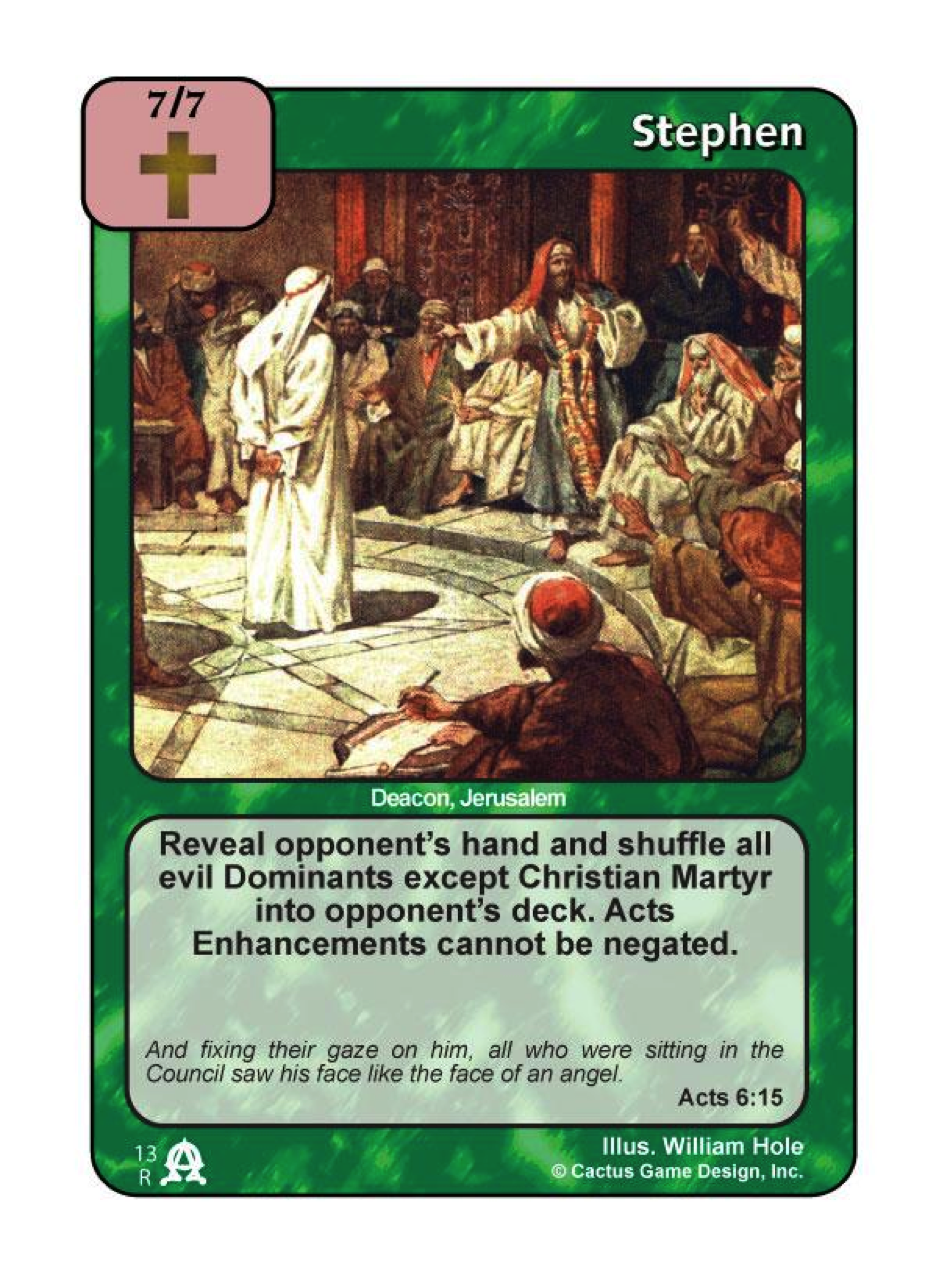 7/7
Stephen
Deacon, Jerusalem
Reveal opponent's hand and shuffle all
evil Dominants except Christian Martyr
into opponent's deck. Acts
Enhancements cannot be negated.
And fixing their gaze on him, all who were sitting in the
Council saw his face like the face of an angel.
Acts 6:15
13
R
Illus. William Hole
© Cactus Game Design, Inc.